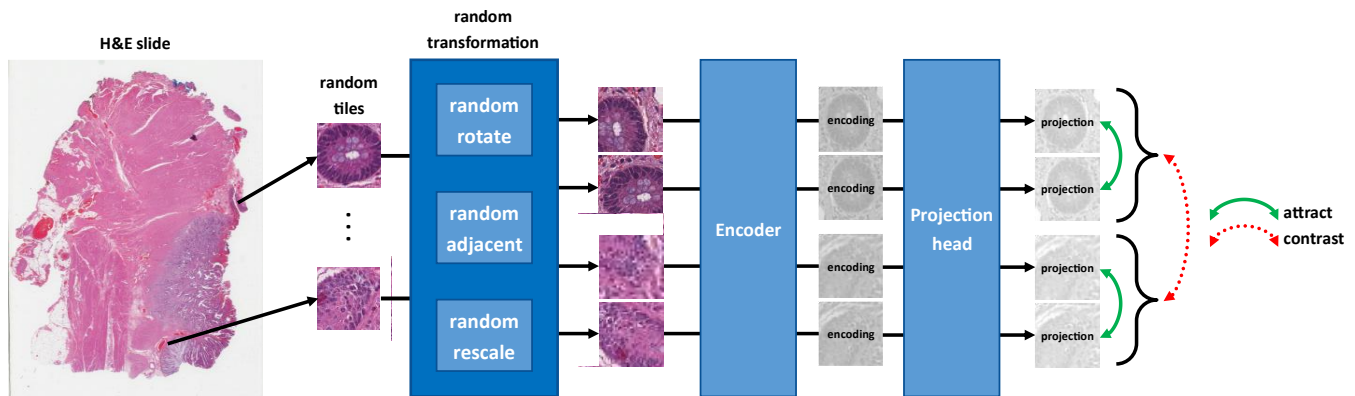 H&E slide
random
tiles
random
transformation
random
rotate
random
adjacent
random
rescale
Encoder
encoding
encoding
encoding
encoding
Projection
head
projection
projection
projection
projection
attract
contrast